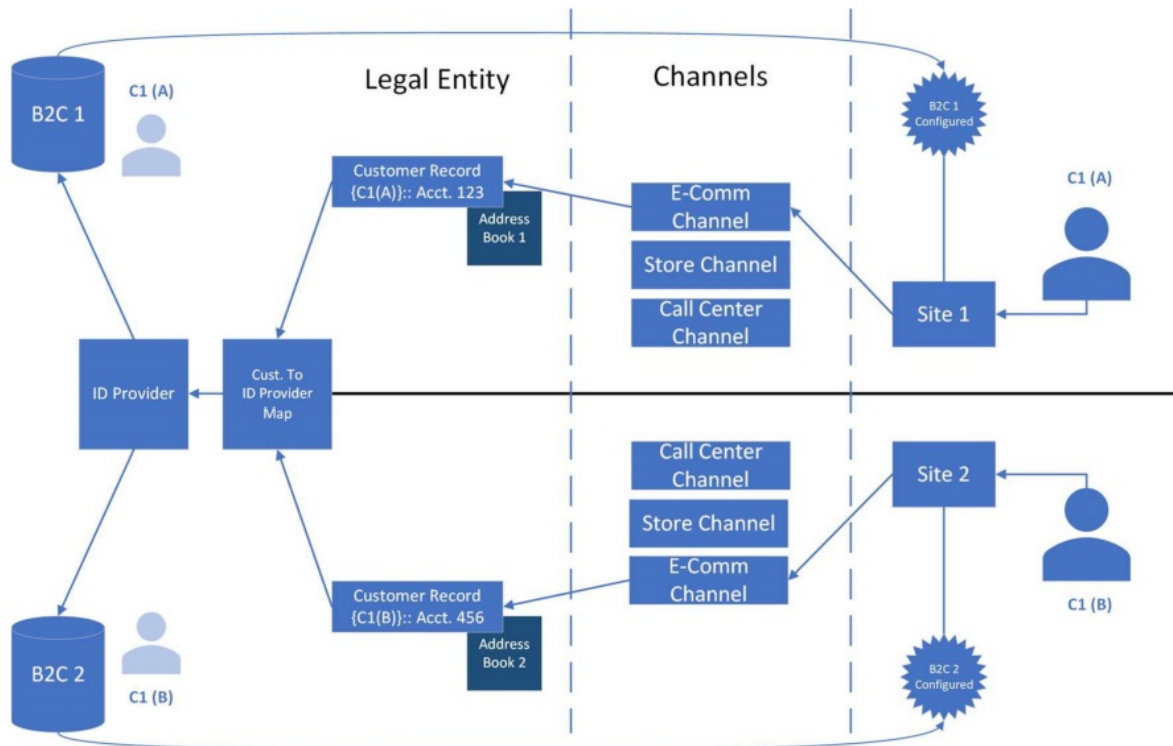 Legal Entity
Channels
B2C 1
C1 (A)
B2C 1
Configured
Customer Record
{C1(A)}:: Acct. 123
Address
Book 1
E-Comm
Channel
Store Channel
Call Center
Channel
C1 (A)
Site 1
ID Provider
Cust. To
ID Provider
Map
Call Center
Channel
Store Channel
E-Comm
Channel
Site 2
C1 (B)
Customer Record
{C1(B)}:: Acct. 456
Address
Book 2
B2C 2
C1 (B)
B2C 2
Configured